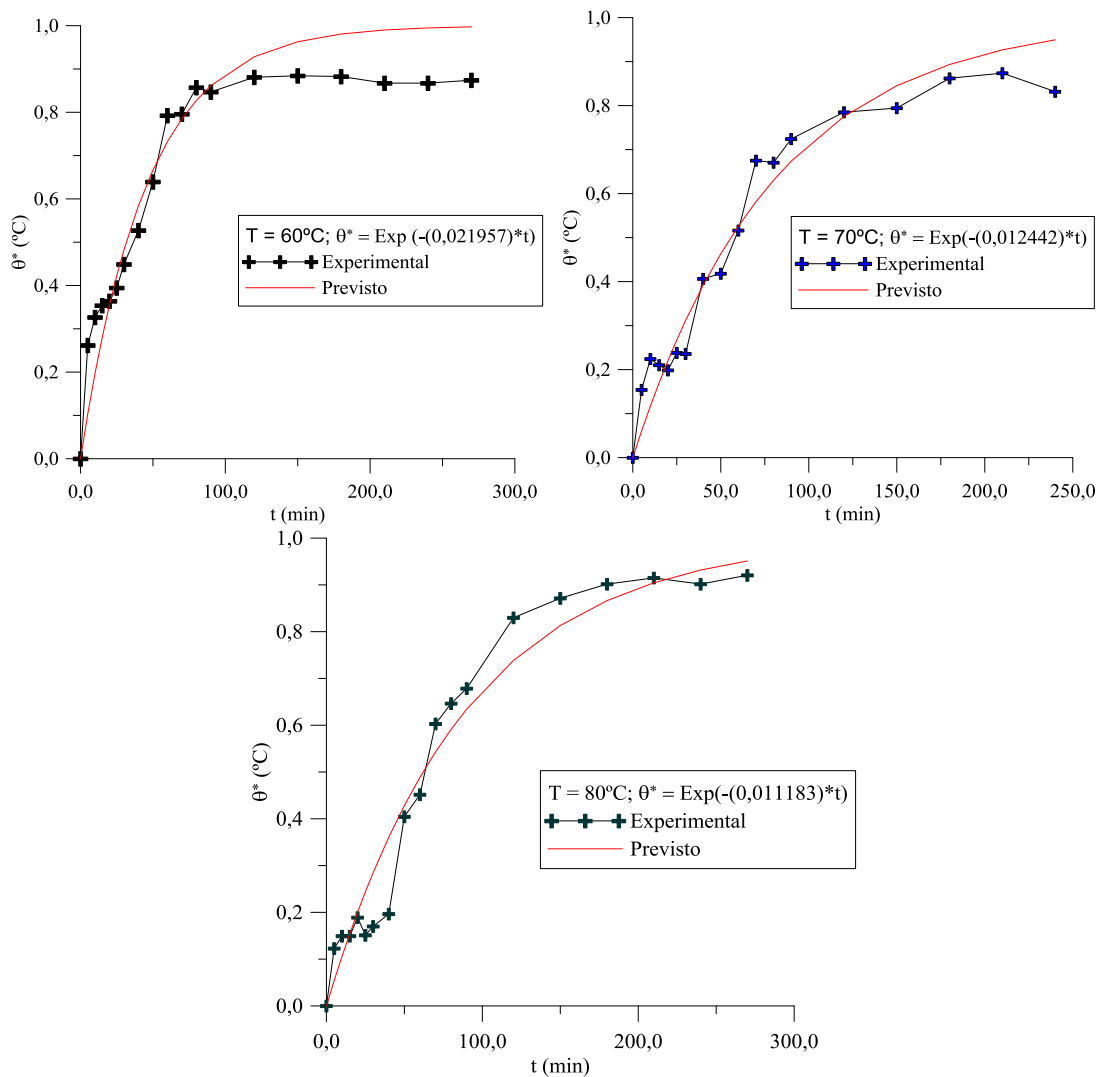 1,0
0,8
0,6
0,4
0,2
0,0
θ* (ºC)
T = 60ºC; θ* = Exp (-(0,021957)*t)
Experimental
Previsto
0,0 100,0 200,0 300,0
t (min)
1,0
0,8
0,6
0,4
0,2
0,0
θ* (ºC)
T = 70ºC; θ* = Exp(-(0,012442)*t)
Experimental
Previsto
0,0 50,0 100,0 150,0 200,0 250,0
t (min)
1,0
0,8
0,6
0,4
0,2
0,0
θ* (ºC)
T = 80ºC; θ* = Exp(-(0,011183)*t)
Experimental
Previsto
0,0 100,0 200,0 300,0
t (min)